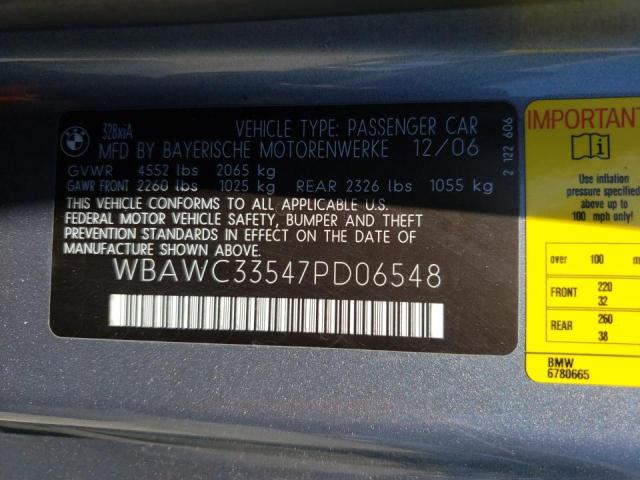 BMW
328xiA VEHICLE TYPE: PASSENGER CAR
MFD BY BAYERISCHE MOTORENWERKE 12/06
GVWR 4552 lbs 2065 kg
GAWR FRONT 2260 lbs 1025 kg REAR 2326 lbs 1055 kg
THIS VEHICLE CONFORMS TO ALL APPLICABLE U.S.
FEDERAL MOTOR VEHICLE SAFETY, BUMPER AND THEFT
PREVENTION STANDARDS IN EFFECT ON THE DATE OF
MANUFACTURE SHOWN ABOVE.
WBAWC33547PD06548
2 122 606
IMPORTANT
Use inflation
pressure specified
above up to
100 mph only!
over 100
FRONT 220
32
REAR 260
38
BMW
6780665